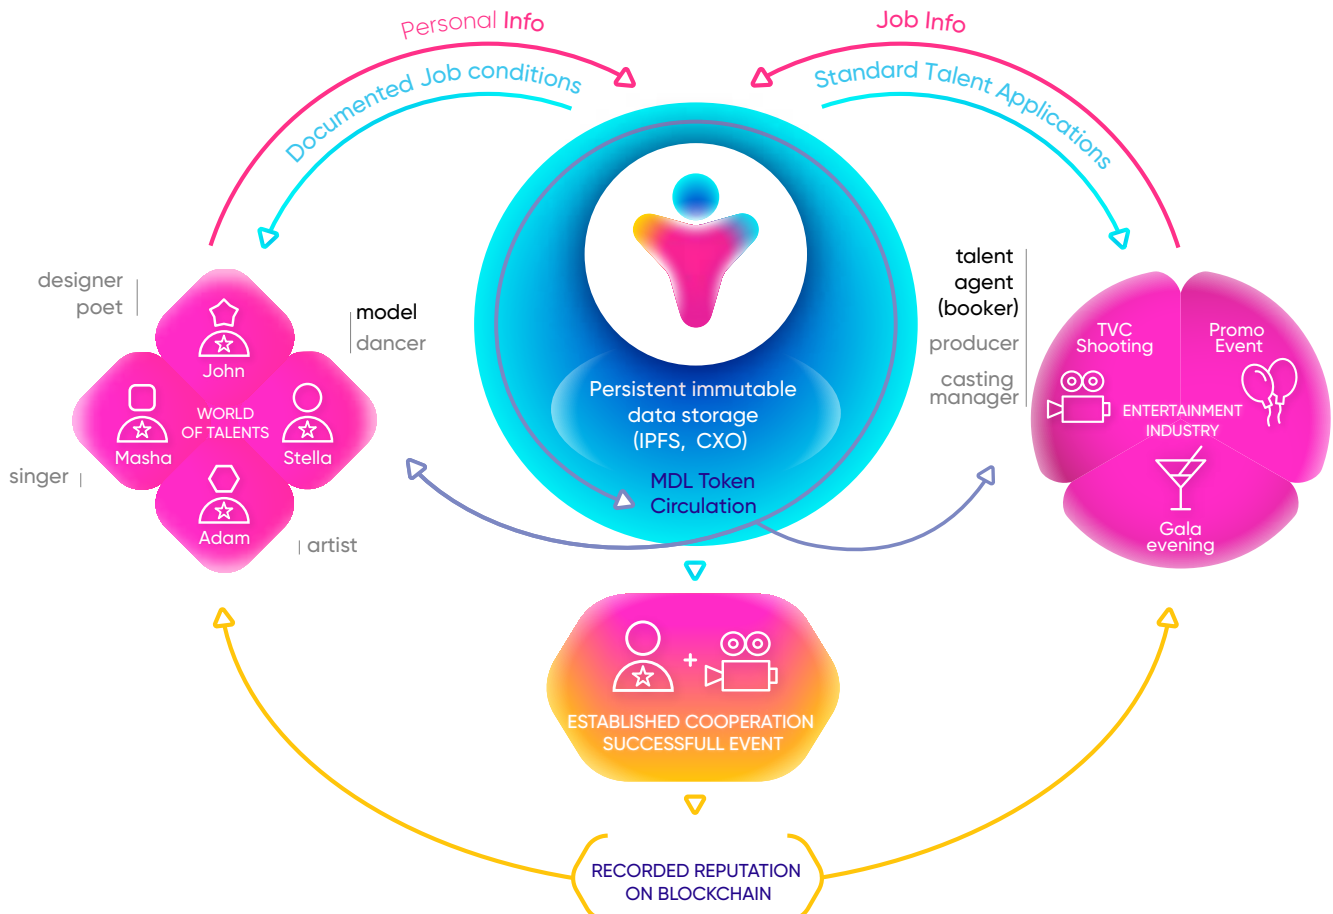 Personal Info
Documented Job conditions
Job Info
Standard Talent Applications
designer
poet
model
dancer
singer
artist
John
Masha
WORLD
OF TALENTS
Stella
Adam
Persistent immutable
data storage
(IPFS, CXO)
MDL Token
Circulation
talent
agent
(booker)
producer
casting
manager
TVC
Shooting
Promo
Event
ENTERTAINMENT
INDUSTRY
Gala
evening
+
ESTABLISHED COOPERATION
SUCCESSFULL EVENT
RECORDED REPUTATION
ON BLOCKCHAIN